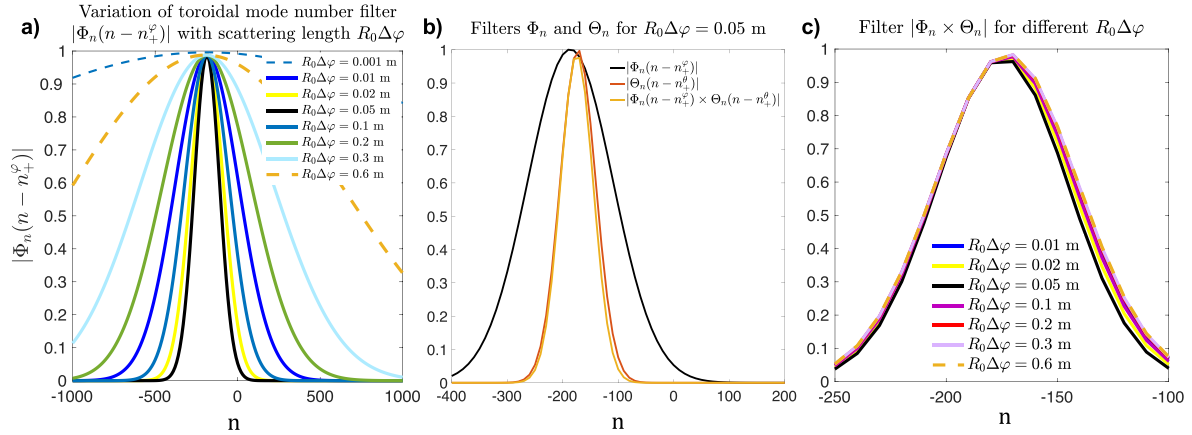 a)
Variation of toroidal mode number filter
|Φₙ(n − n₊^φ)| with scattering length R₀Δφ
|Φₙ(n − n₊^φ)|
1
0.9
0.8
0.7
0.6
0.5
0.4
0.3
0.2
0.1
0
-1000
-500
0
500
1000
n
R₀Δφ = 0.001 m
R₀Δφ = 0.01 m
R₀Δφ = 0.02 m
R₀Δφ = 0.05 m
R₀Δφ = 0.1 m
R₀Δφ = 0.2 m
R₀Δφ = 0.3 m
R₀Δφ = 0.6 m
b)
Filters Φₙ and Θₙ for R₀Δφ = 0.05 m
1
0.9
0.8
0.7
0.6
0.5
0.4
0.3
0.2
0.1
0
-400
-300
-200
-100
0
100
200
n
|Φₙ(n − n₊^φ)|
|Θₙ(n − n₊^θ)|
|Φₙ(n − n₊^φ) × Θₙ(n − n₊^θ)|
c)
Filter |Φₙ × Θₙ| for different R₀Δφ
1
0.9
0.8
0.7
0.6
0.5
0.4
0.3
0.2
0.1
0
-250
-200
-150
-100
n
R₀Δφ = 0.01 m
R₀Δφ = 0.02 m
R₀Δφ = 0.05 m
R₀Δφ = 0.1 m
R₀Δφ = 0.2 m
R₀Δφ = 0.3 m
R₀Δφ = 0.6 m